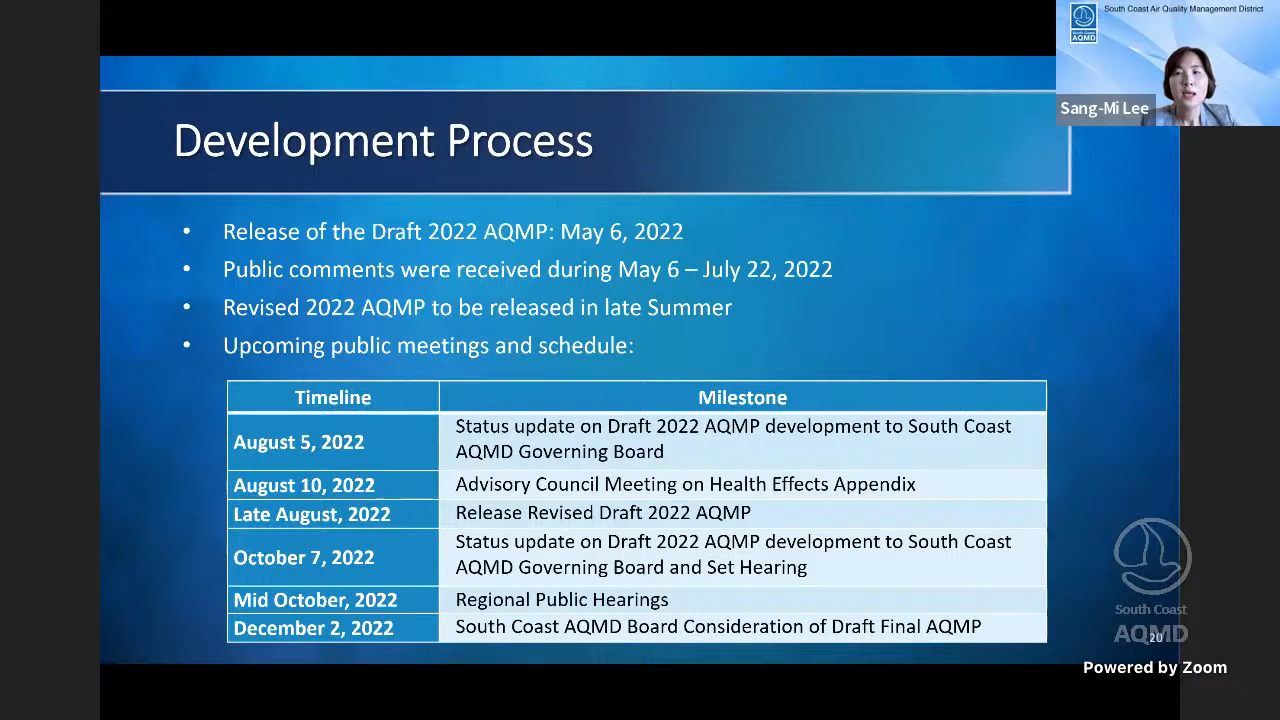 South Coast Air Quality Management District
South Coast
AQMD
Sang-Mi Lee
Development Process
• Release of the Draft 2022 AQMP: May 6, 2022
• Public comments were received during May 6 – July 22, 2022
• Revised 2022 AQMP to be released in late Summer
• Upcoming public meetings and schedule:
Timeline Milestone
August 5, 2022 Status update on Draft 2022 AQMP development to South Coast
AQMD Governing Board
August 10, 2022 Advisory Council Meeting on Health Effects Appendix
Late August, 2022 Release Revised Draft 2022 AQMP
October 7, 2022 Status update on Draft 2022 AQMP development to South Coast
AQMD Governing Board and Set Hearing
Mid October, 2022 Regional Public Hearings
December 2, 2022 South Coast AQMD Board Consideration of Draft Final AQMP
South Coast
AQMD
20
Powered by Zoom